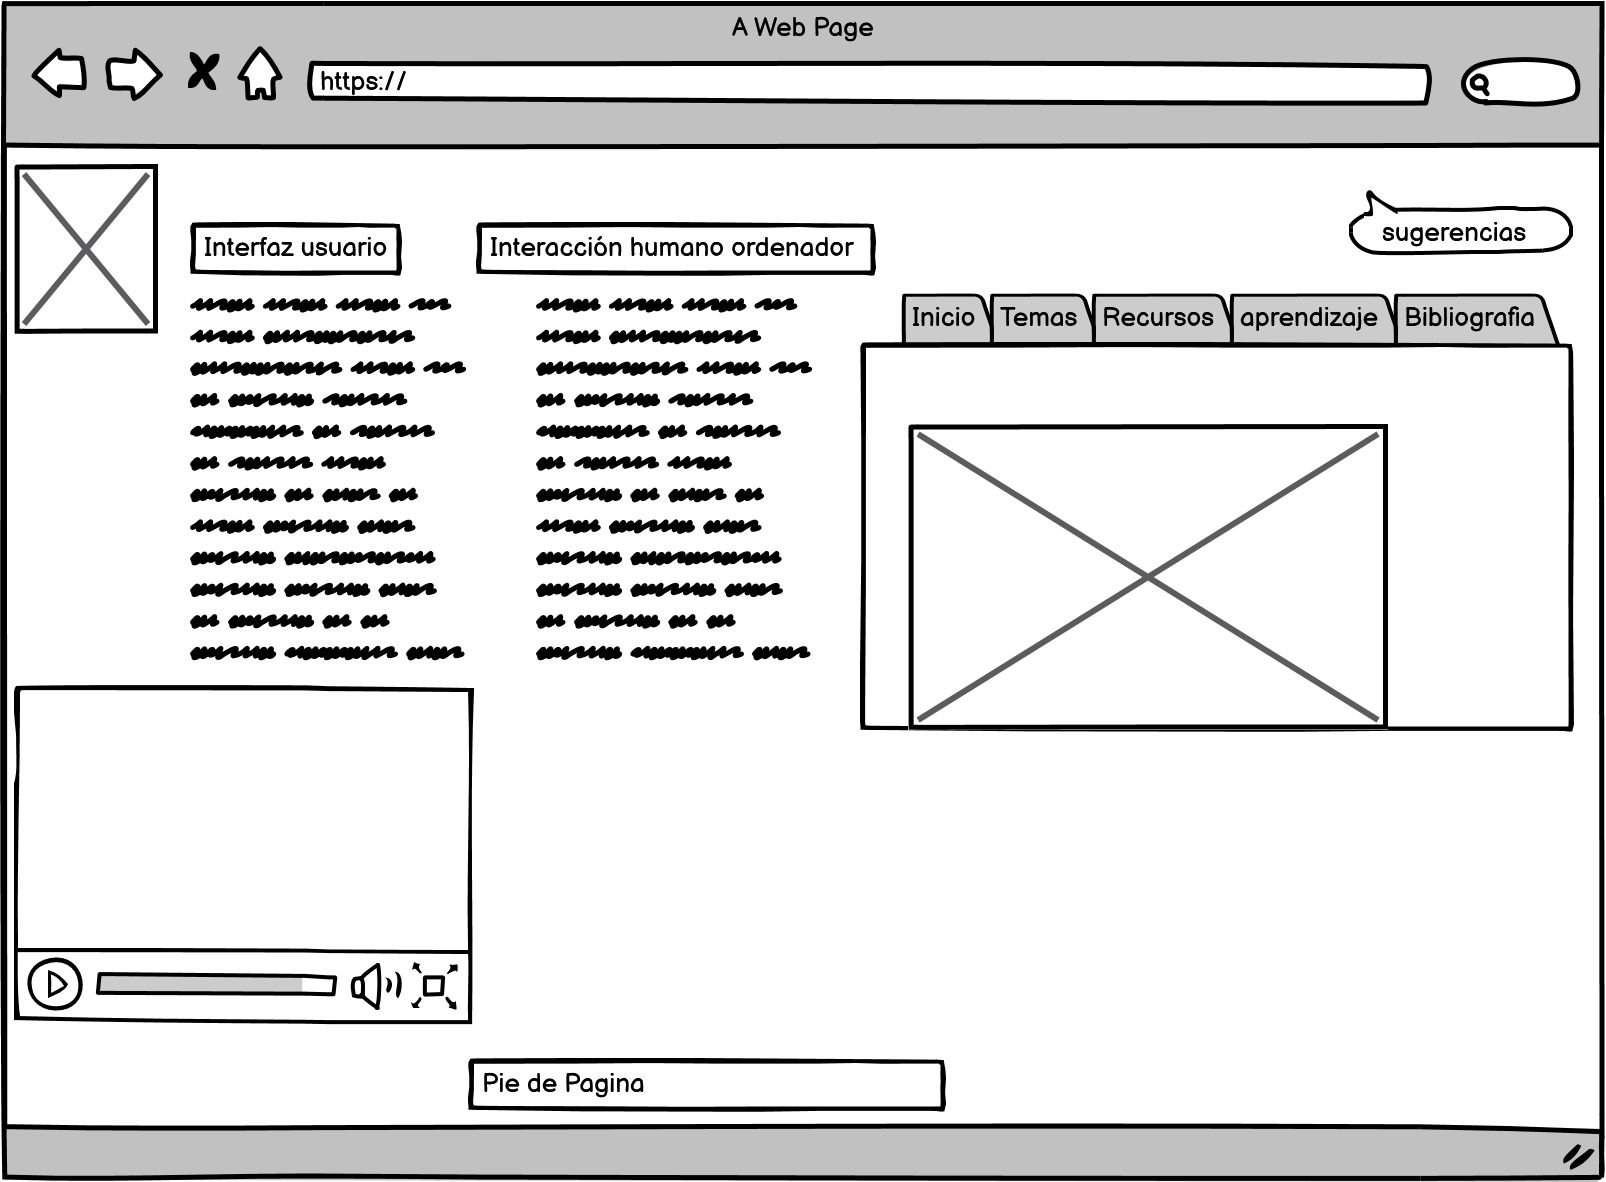 A Web Page
https://
sugerencias
Interfaz usuario
Interacción humano ordenador
Inicio
Temas
Recursos
aprendizaje
Bibliografia
Pie de Pagina